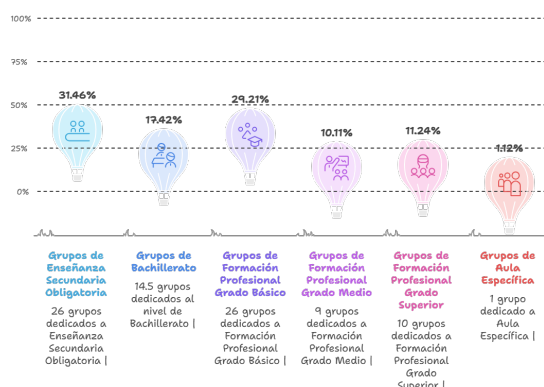 100%
75%
50%
25%
0%
31.46%
17.42%
29.21%
10.11%
11.24%
1.12%
Grupos de
Enseñanza
Secundaria
Obligatoria
26 grupos
dedicados a
Enseñanza
Secundaria
Obligatoria |
Grupos de
Bachillerato
14.5 grupos
dedicados al
nivel de
Bachillerato |
Grupos de
Formación
Profesional
Grado Básico
26 grupos
dedicados a
Formación
Profesional
Grado Básico |
Grupos de
Formación
Profesional
Grado Medio
9 grupos
dedicados a
Formación
Profesional
Grado Medio |
Grupos de
Formación
Profesional
Grado
Superior
10 grupos
dedicados a
Formación
Profesional
Grado
Superior |
Grupos de
Aula
Específica
1 grupo
dedicado a
Aula
Específica |